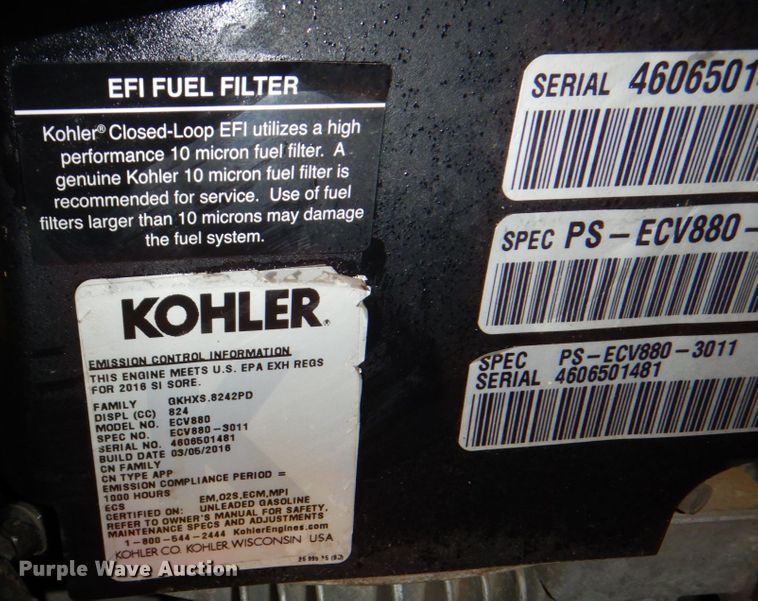 EFI FUEL FILTER
Kohler® Closed-Loop EFI utilizes a high
performance 10 micron fuel filter. A
genuine Kohler 10 micron fuel filter is
recommended for service. Use of fuel
filters larger than 10 microns may damage
the fuel system.
KOHLER®
EMISSION CONTROL INFORMATION
THIS ENGINE MEETS U.S. EPA EXH REGS
FOR 2016 SI SORE.
FAMILY GKHXS.8242PD
DISPL (CC) 824
MODEL NO. ECV880
SPEC NO. ECV880-3011
SERIAL NO. 4606501481
BUILD DATE 03/05/2016
CN FAMILY
CN TYPE APP
EMISSION COMPLIANCE PERIOD =
1000 HOURS
ECS EM,O2S,ECM,MPI
CERTIFIED ON: UNLEADED GASOLINE
REFER TO OWNER'S MANUAL FOR SAFETY,
MAINTENANCE SPECS AND ADJUSTMENTS
1-800-544-2444 KohlerEngines.com
KOHLER CO. KOHLER, WISCONSIN USA
SERIAL 4606501
SPEC PS-ECV880-
SPEC PS-ECV880-3011
SERIAL 4606501481
Purple Wave Auction